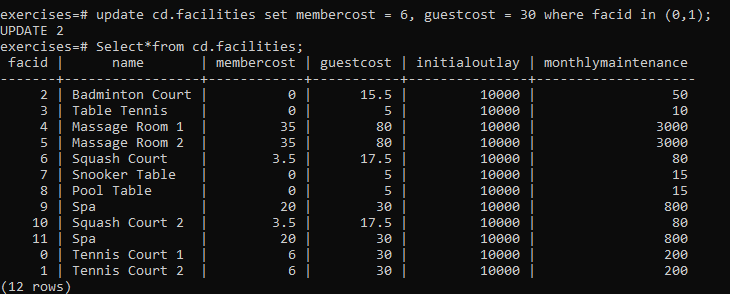 exercises=# update cd.facilities set membercost = 6, guestcost = 30 where facid in (0,1);
UPDATE 2
exercises=# Select*from cd.facilities;
 facid |      name       | membercost | guestcost | initialoutlay | monthlymaintenance
-------+-----------------+------------+-----------+---------------+--------------------
     2 | Badminton Court |          0 |      15.5 |         10000 |                 50
     3 | Table Tennis    |          0 |         5 |         10000 |                 10
     4 | Massage Room 1  |         35 |        80 |         10000 |               3000
     5 | Massage Room 2  |         35 |        80 |         10000 |               3000
     6 | Squash Court    |        3.5 |      17.5 |         10000 |                 80
     7 | Snooker Table   |          0 |         5 |         10000 |                 15
     8 | Pool Table      |          0 |         5 |         10000 |                 15
     9 | Spa             |         20 |        30 |         10000 |                800
    10 | Squash Court 2  |        3.5 |      17.5 |         10000 |                 80
    11 | Spa             |         20 |        30 |         10000 |                800
     0 | Tennis Court 1  |          6 |        30 |         10000 |                200
     1 | Tennis Court 2  |          6 |        30 |         10000 |                200
(12 rows)